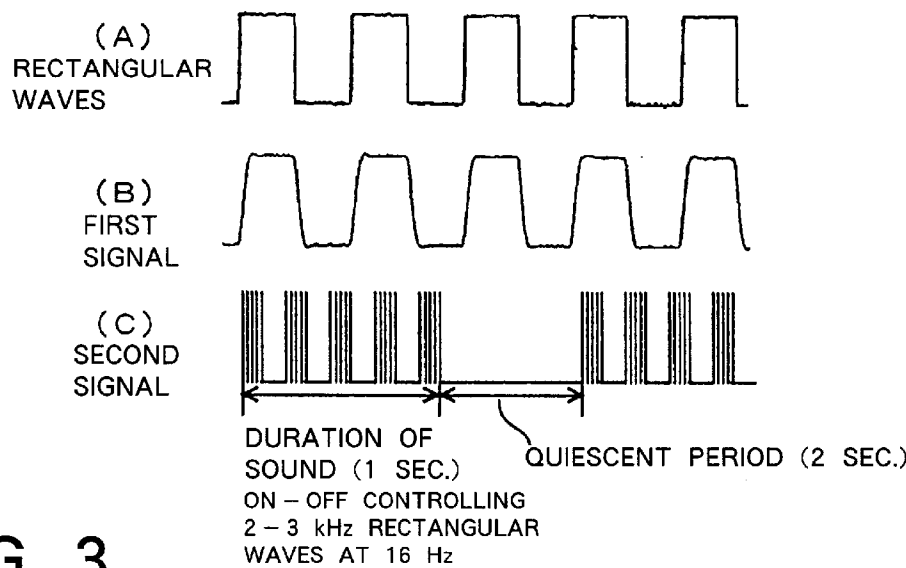 (A)
RECTANGULAR
WAVES
(B)
FIRST
SIGNAL
(C)
SECOND
SIGNAL
DURATION OF
SOUND (1 SEC.)
ON – OFF CONTROLLING
2 – 3 kHz RECTANGULAR
WAVES AT 16 Hz
QUIESCENT PERIOD (2 SEC.)
G 3